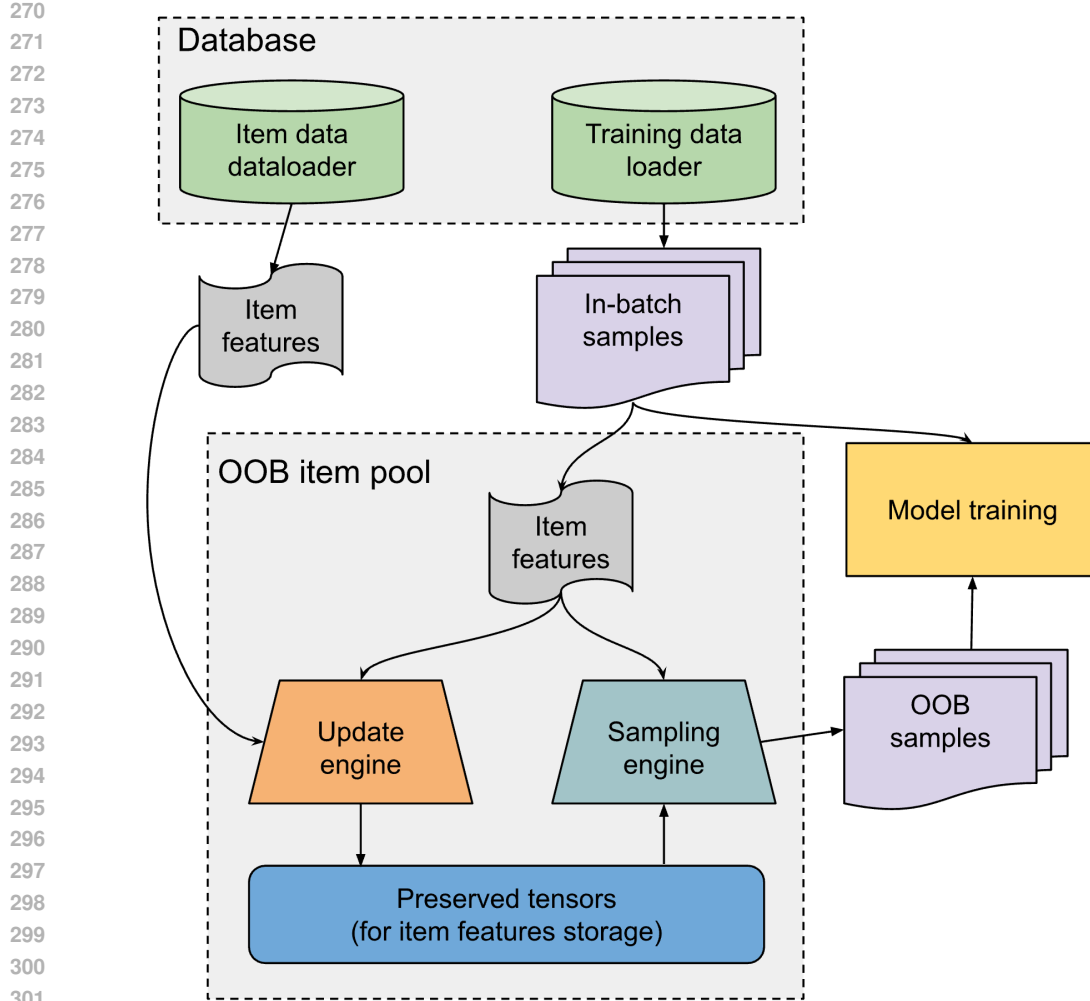 270
271
272
273
274
275
276
277
278
279
280
281
282
283
284
285
286
287
288
289
290
291
292
293
294
295
296
297
298
299
300
301
Database
Item data
dataloader
Training data
loader
Item
features
In-batch
samples
OOB item pool
Item
features
Model training
Update
engine
Sampling
engine
OOB
samples
Preserved tensors
(for item features storage)